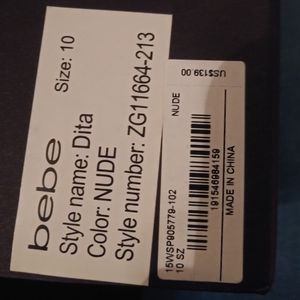 bebe
Size: 10
Style name: Dita
Color: NUDE
Style number: ZG11664-213
US$139.00
NUDE
191546984159
MADE IN CHINA
15WSP905779-102
10 SZ